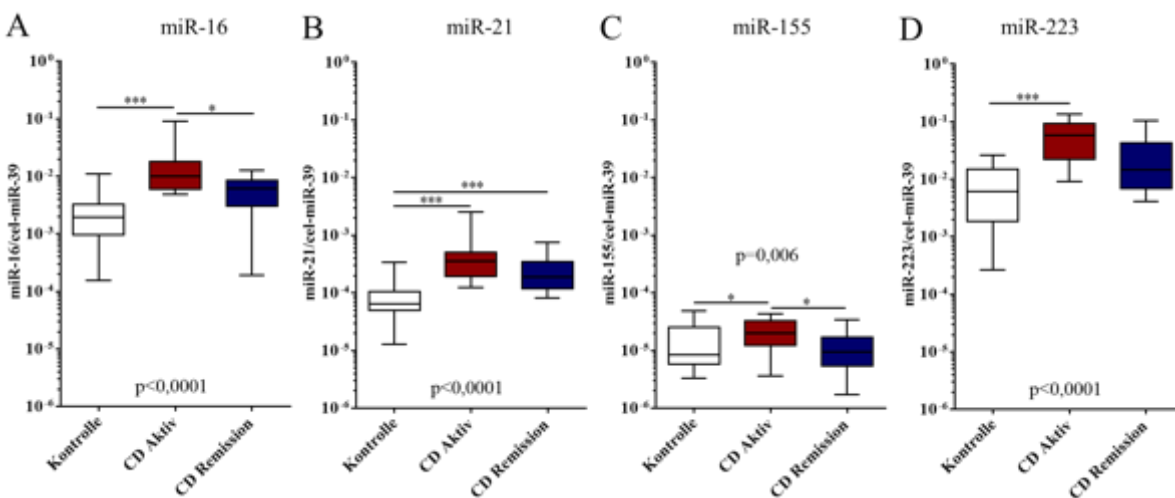 A
miR-16
miR-16/cel-miR-39
10⁰
10⁻¹
10⁻²
10⁻³
10⁻⁴
10⁻⁵
10⁻⁶
***
*
p<0,0001
Kontrolle
CD Aktiv
CD Remission
B
miR-21
miR-21/cel-miR-39
10⁰
10⁻¹
10⁻²
10⁻³
10⁻⁴
10⁻⁵
10⁻⁶
***
***
p<0,0001
Kontrolle
CD Aktiv
CD Remission
C
miR-155
miR-155/cel-miR-39
10⁰
10⁻¹
10⁻²
10⁻³
10⁻⁴
10⁻⁵
10⁻⁶
p=0,006
*
*
Kontrolle
CD Aktiv
CD Remission
D
miR-223
miR-223/cel-miR-39
10⁰
10⁻¹
10⁻²
10⁻³
10⁻⁴
10⁻⁵
10⁻⁶
***
p<0,0001
Kontrolle
CD Aktiv
CD Remission